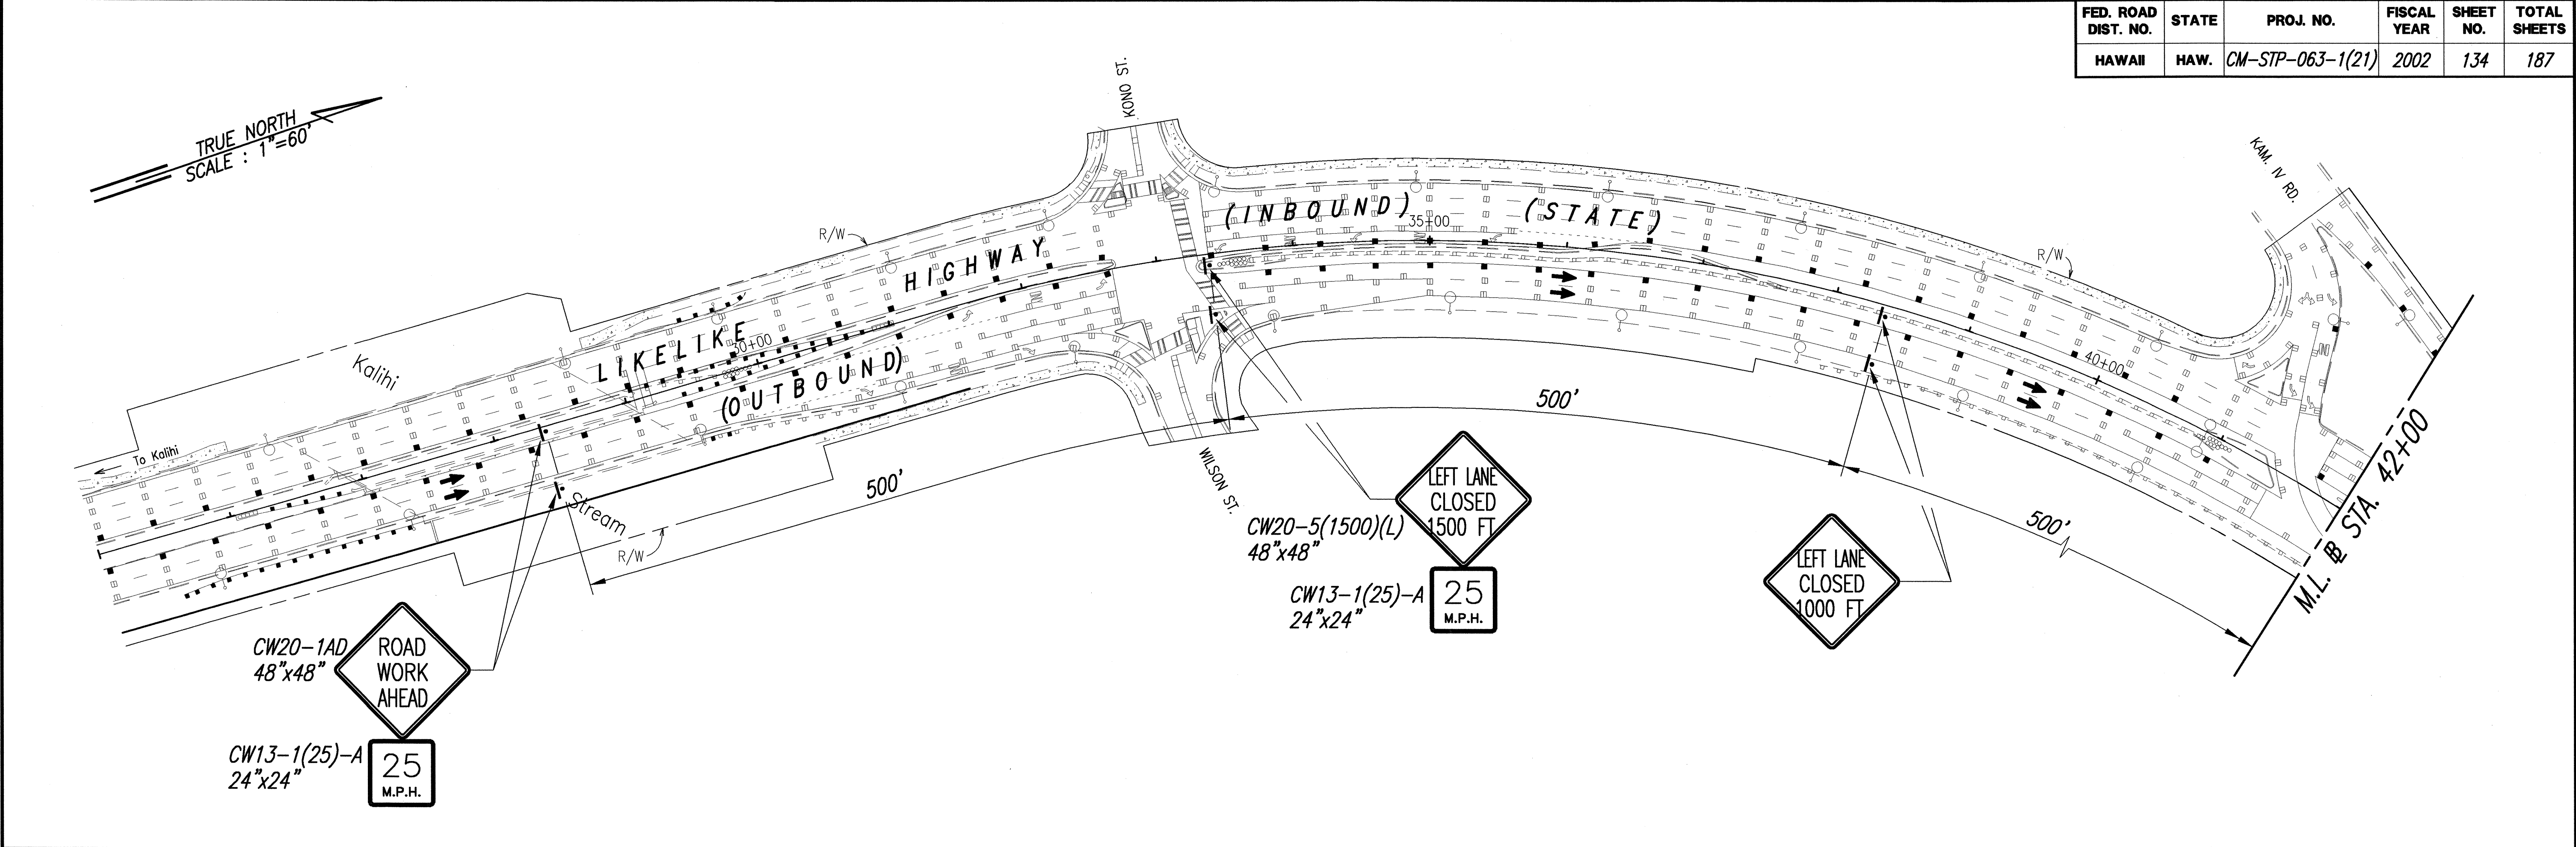 FED. ROAD DIST. NO. STATE PROJ. NO. FISCAL YEAR SHEET NO. TOTAL SHEETS
HAWAII HAW. CM-STP-063-1(21) 2002 134 187
TRUE NORTH
SCALE : 1"=60'
KONO ST.
KAM. IV RD.
R/W
(INBOUND)
35+00
(STATE)
R/W
LIKELIKE HIGHWAY
30+00
(OUTBOUND)
Kalihi
To Kalihi
40+00
Stream
R/W
500'
WILSON ST.
500'
500'
M.L. BL STA. 42+00
CW20-1AD
48"x48"
ROAD
WORK
AHEAD
CW13-1(25)-A
24"x24"
25
M.P.H.
CW20-5(1500)(L)
48"x48"
LEFT LANE
CLOSED
1500 FT
CW13-1(25)-A
24"x24"
25
M.P.H.
LEFT LANE
CLOSED
1000 FT